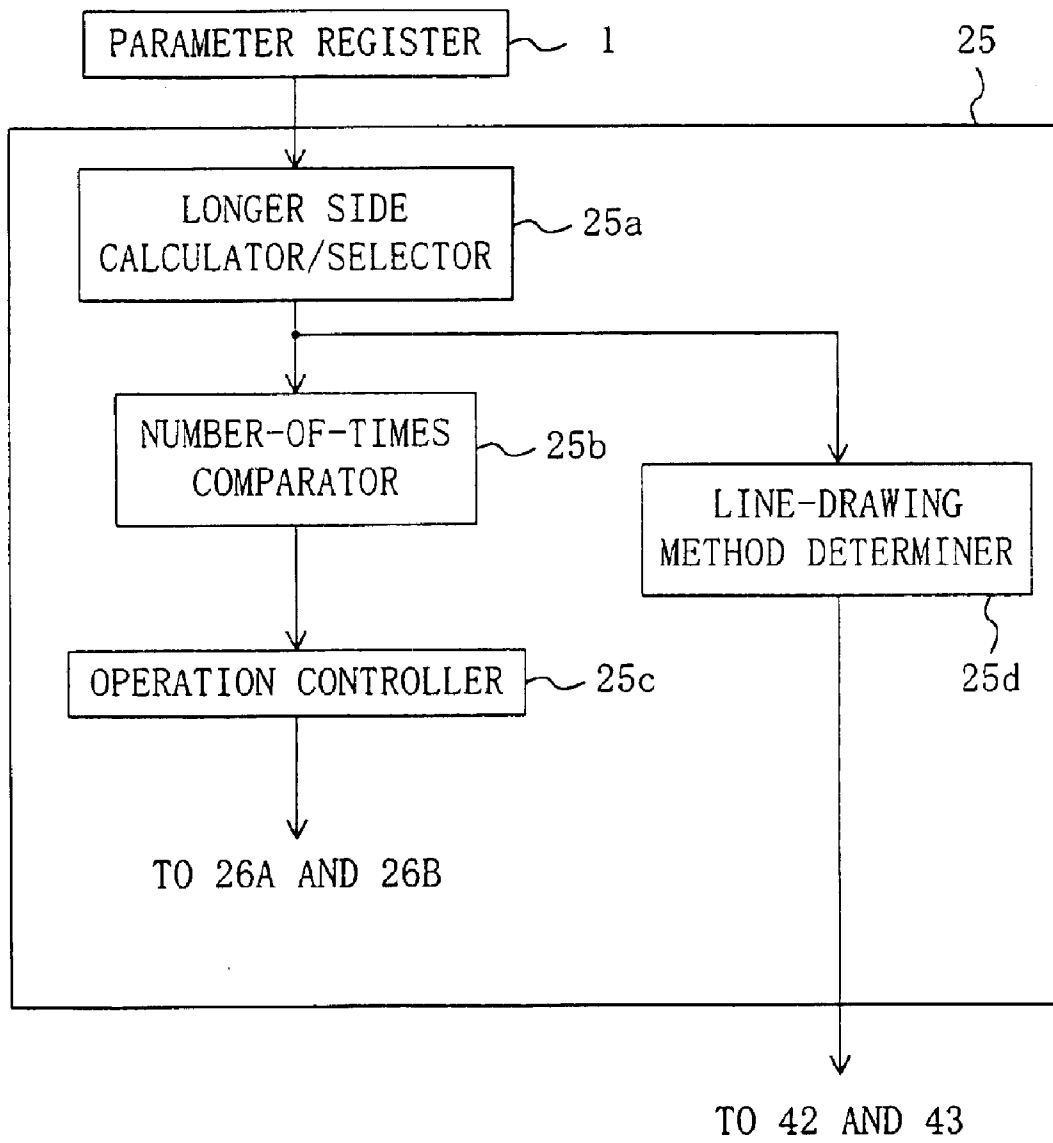 PARAMETER REGISTER
1
25
LONGER SIDE
CALCULATOR/SELECTOR
25a
NUMBER-OF-TIMES
COMPARATOR
25b
LINE-DRAWING
METHOD DETERMINER
25d
OPERATION CONTROLLER
25c
TO 26A AND 26B
TO 42 AND 43